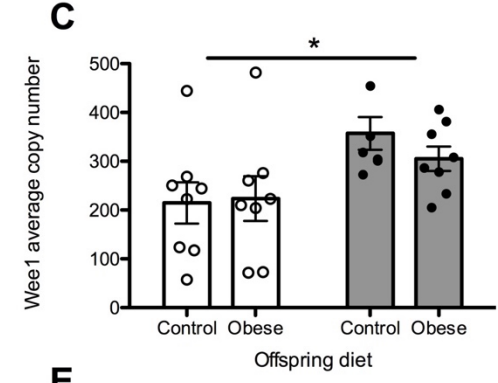 C
*
Wee1 average copy number
500
400
300
200
100
0
Control Obese Control Obese
Offspring diet
E